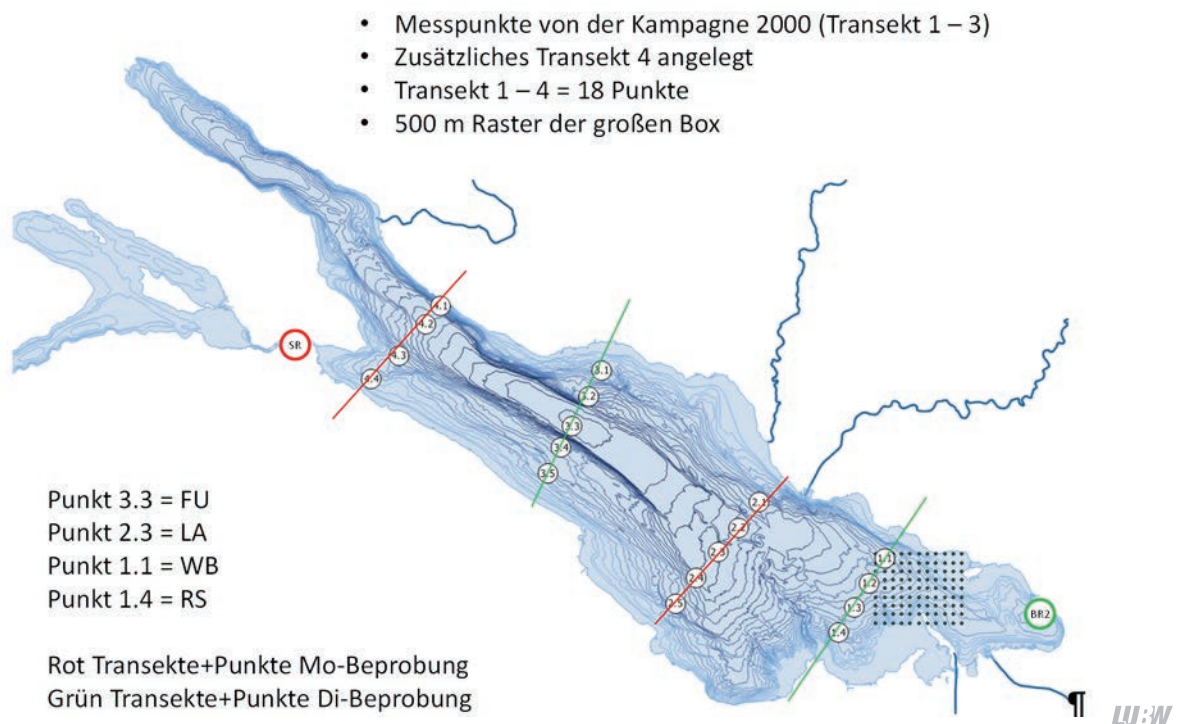 • Messpunkte von der Kampagne 2000 (Transekt 1 – 3)
• Zusätzliches Transekt 4 angelegt
• Transekt 1 – 4 = 18 Punkte
• 500 m Raster der großen Box
4.1
4.2
SR
4.3
4.4
3.1
3.2
3.3
3.4
3.5
2.1
2.2
2.3
2.4
2.5
1.1
1.2
1.3
1.4
BR2
Punkt 3.3 = FU
Punkt 2.3 = LA
Punkt 1.1 = WB
Punkt 1.4 = RS
Rot Transekte+Punkte Mo-Beprobung
Grün Transekte+Punkte Di-Beprobung
¶
LUBW